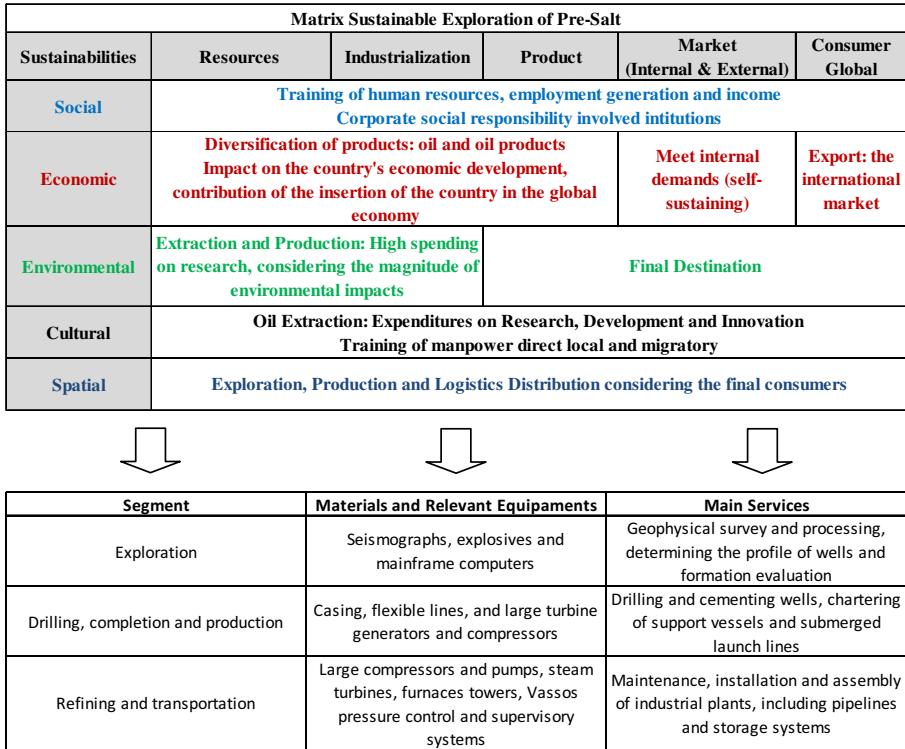 Matrix Sustainable Exploration of Pre-Salt
Sustainabilities
Resources
Industrialization
Product
Market
(Internal & External)
Consumer
Global
Social
Training of human resources, employment generation and income
Corporate social responsibility involved intitutions
Economic
Diversification of products: oil and oil products
Impact on the country's economic development,
contribution of the insertion of the country in the global
economy
Meet internal
demands (self-
sustaining)
Export: the
international
market
Environmental
Extraction and Production: High spending
on research, considering the magnitude of
environmental impacts
Final Destination
Cultural
Oil Extraction: Expenditures on Research, Development and Innovation
Training of manpower direct local and migratory
Spatial
Exploration, Production and Logistics Distribution considering the final consumers
Segment
Materials and Relevant Equipaments
Main Services
Exploration
Seismographs, explosives and
mainframe computers
Geophysical survey and processing,
determining the profile of wells and
formation evaluation
Drilling, completion and production
Casing, flexible lines, and large turbine
generators and compressors
Drilling and cementing wells, chartering
of support vessels and submerged
launch lines
Refining and transportation
Large compressors and pumps, steam
turbines, furnaces towers, Vassos
pressure control and supervisory
systems
Maintenance, installation and assembly
of industrial plants, including pipelines
and storage systems